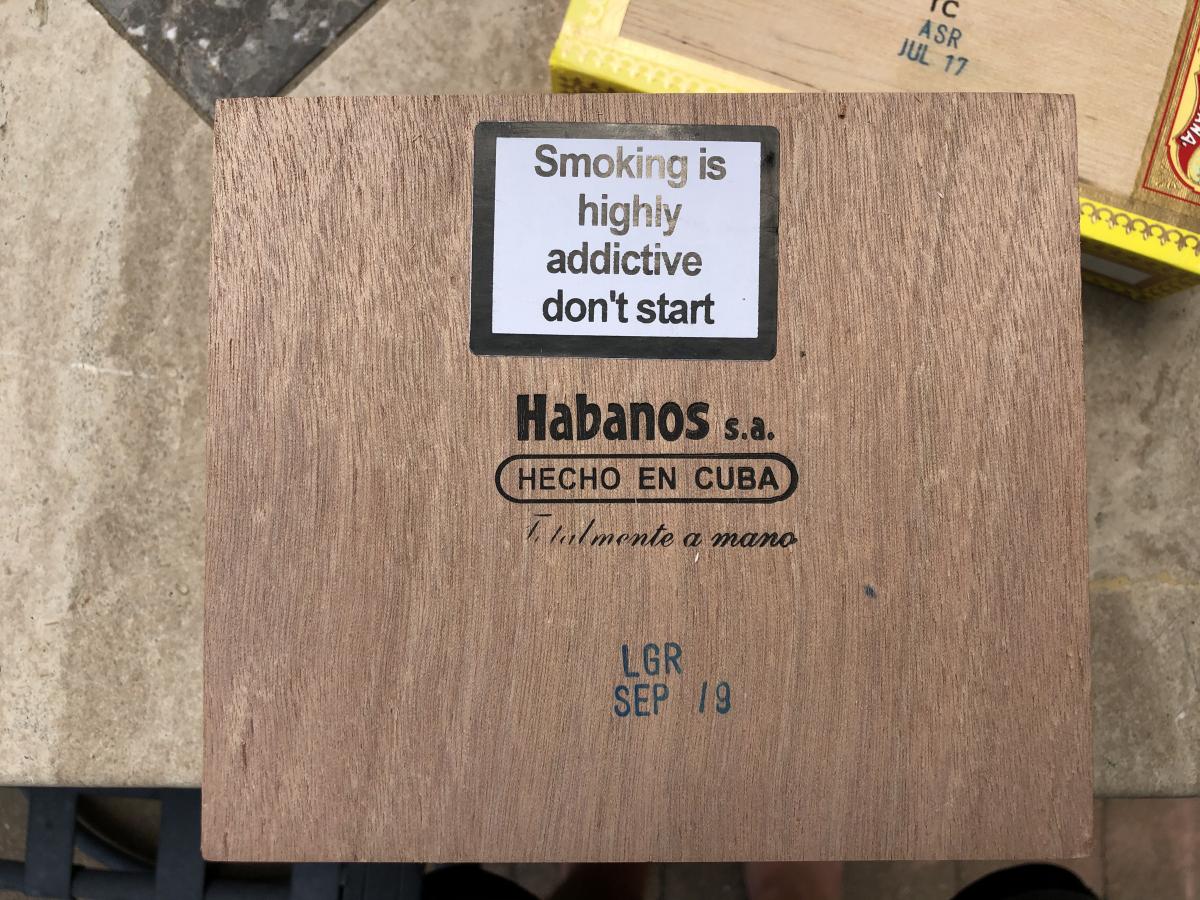 TC
ASR
JUL 17
Smoking is
highly
addictive
don't start
Habanos s.a.
HECHO EN CUBA
Totalmente a mano
LGR
SEP 19